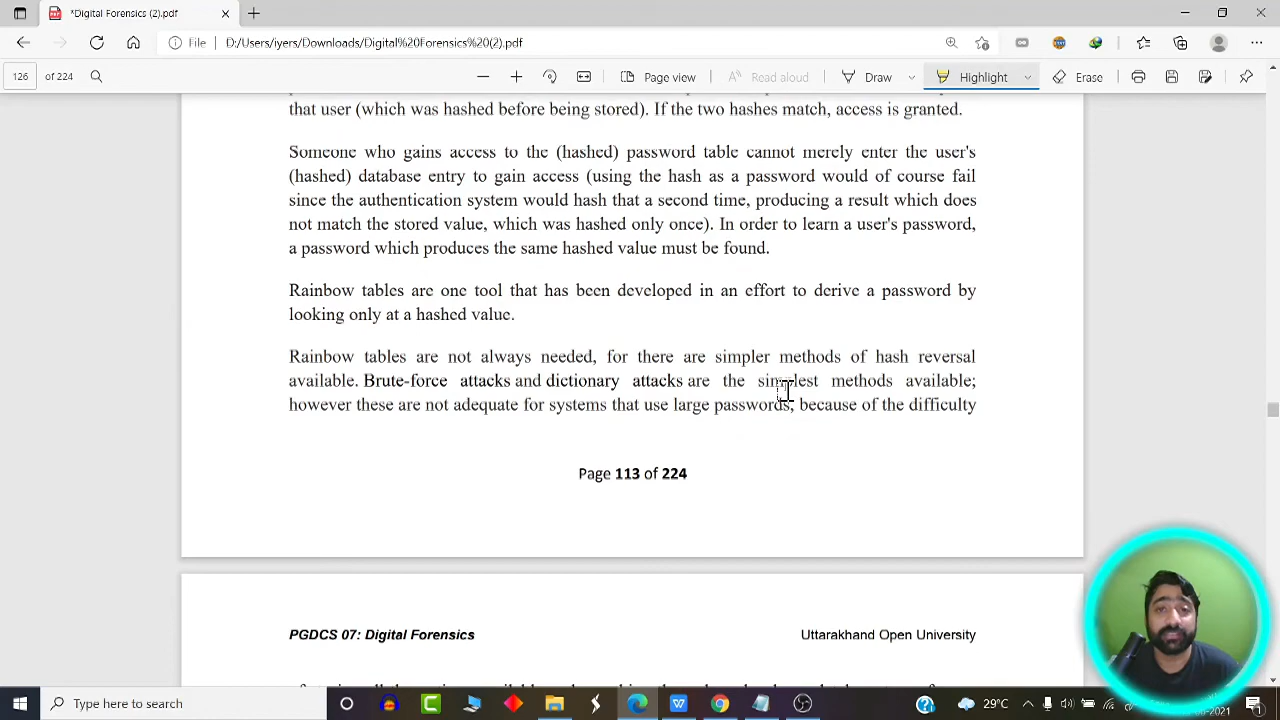 *Digital Forensics (2).pdf
File D:/Users/iyers/Downloads/Digital%20Forensics%20(2).pdf
126 of 224 Page view Read aloud Draw Highlight Erase
that user (which was hashed before being stored). If the two hashes match, access is granted.
Someone who gains access to the (hashed) password table cannot merely enter the user's
(hashed) database entry to gain access (using the hash as a password would of course fail
since the authentication system would hash that a second time, producing a result which does
not match the stored value, which was hashed only once). In order to learn a user's password,
a password which produces the same hashed value must be found.
Rainbow tables are one tool that has been developed in an effort to derive a password by
looking only at a hashed value.
Rainbow tables are not always needed, for there are simpler methods of hash reversal
available. Brute-force attacks and dictionary attacks are the simplest methods available;
however these are not adequate for systems that use large passwords, because of the difficulty
Page 113 of 224
PGDCS 07: Digital Forensics Uttarakhand Open University
Type here to search 29°C